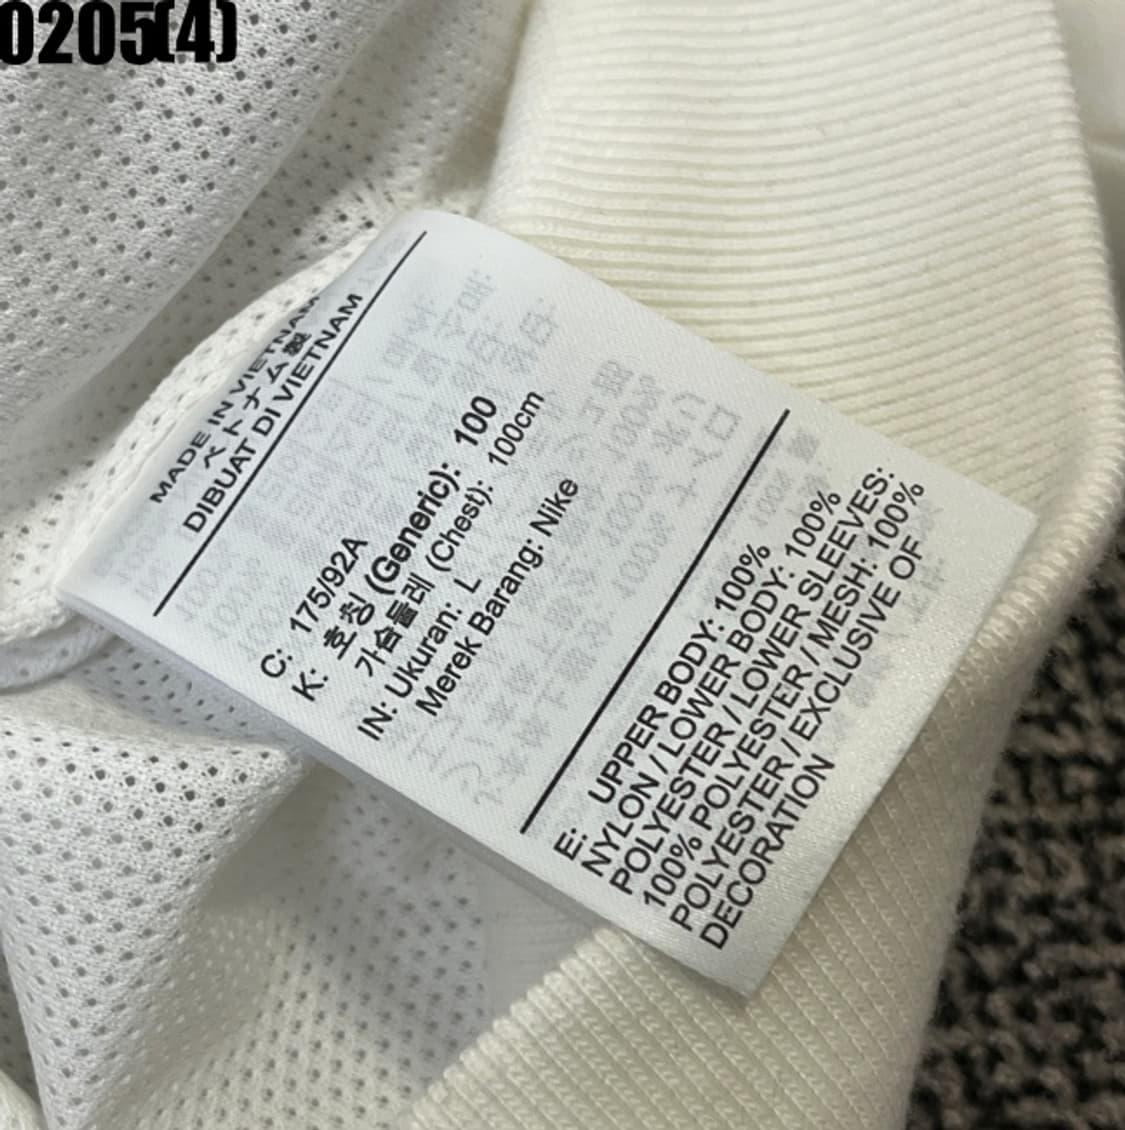 0205(4)
MADE IN VIETNAM
ベトナム製
DIBUAT DI VIETNAM
C: 175/92A
K: 호칭 (Generic): 100
가슴둘레 (Chest): 100cm
IN: Ukuran: L
Merek Barang: Nike
E: UPPER BODY: 100%
NYLON / LOWER BODY: 100%
POLYESTER / LOWER SLEEVES:
100% POLYESTER / MESH: 100%
POLYESTER / EXCLUSIVE OF
DECORATION